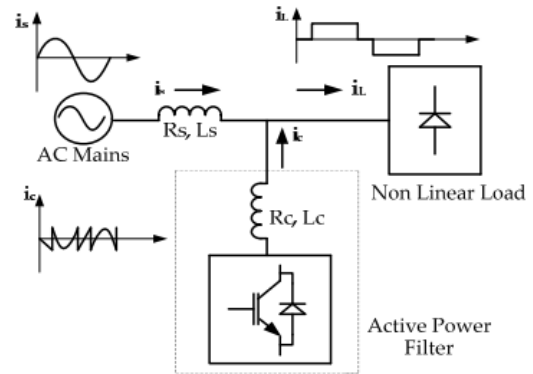 is
iL
is
iL
Rs, Ls
AC Mains
ic
Non Linear Load
ic
Rc, Lc
Active Power
Filter